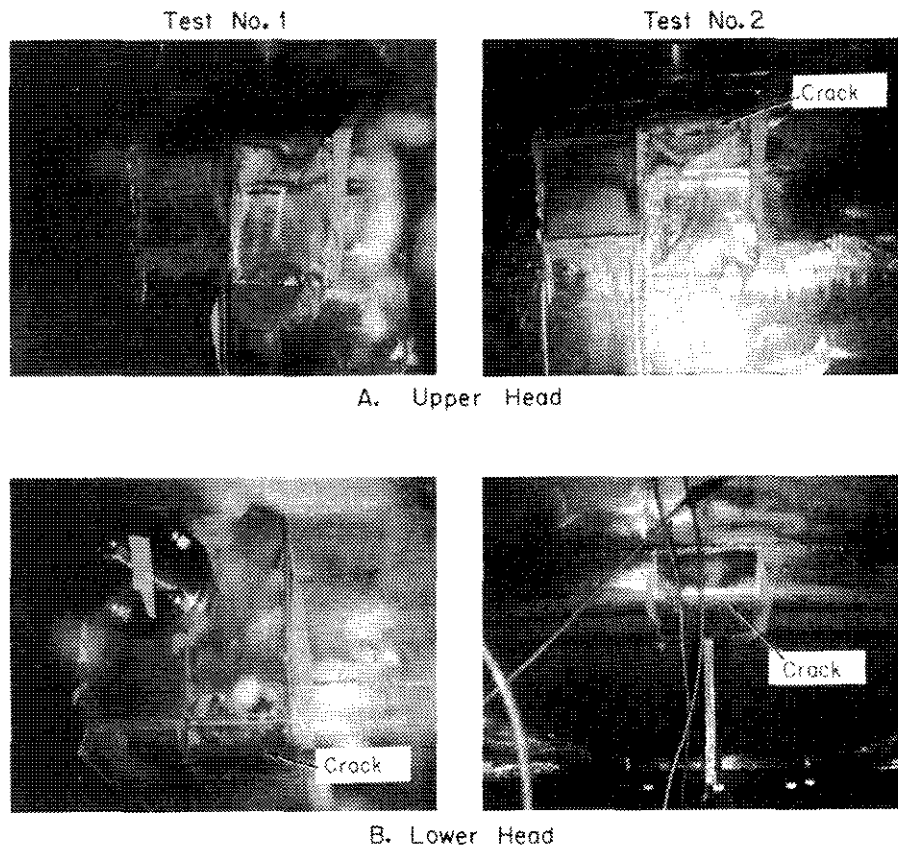 Test No. 1
Test No. 2
Crack
A. Upper Head
Crack
Crack
B. Lower Head